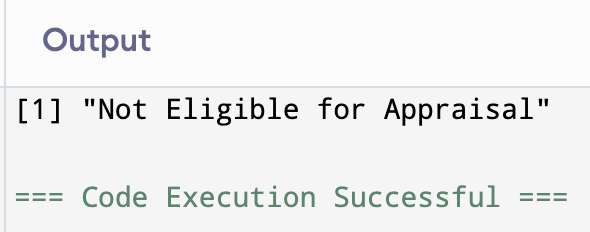 Output
[1] "Not Eligible for Appraisal"
=== Code Execution Successful ===